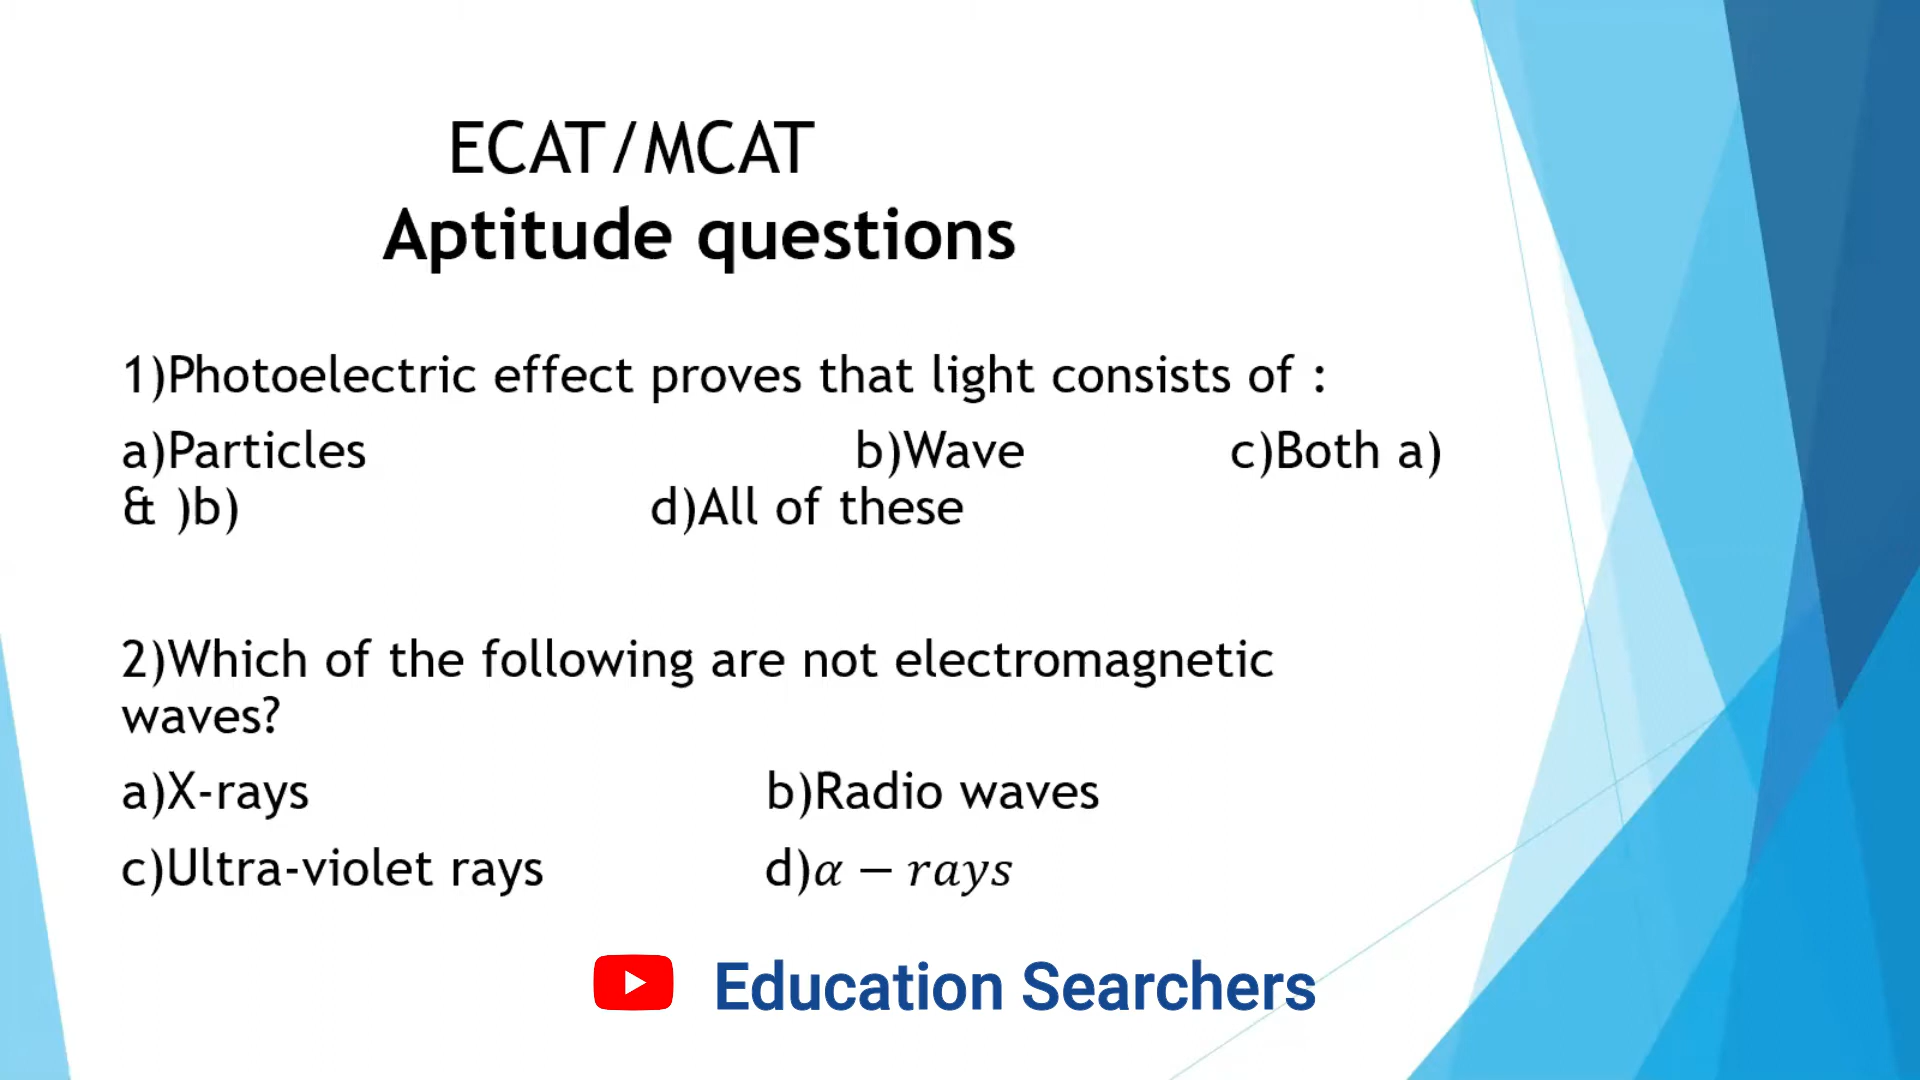 ECAT/MCAT
Aptitude questions
1)Photoelectric effect proves that light consists of :
a)Particles b)Wave c)Both a)
& )b) d)All of these
2)Which of the following are not electromagnetic
waves?
a)X-rays b)Radio waves
c)Ultra-violet rays d)α − rays
Education Searchers